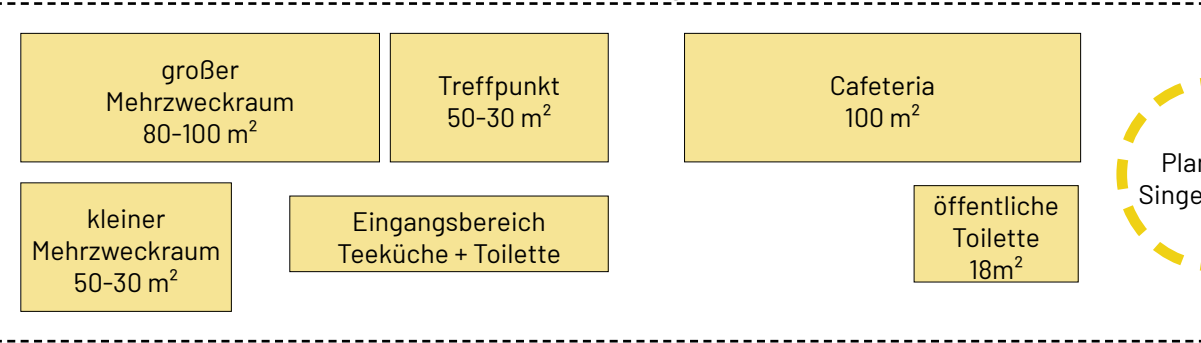 großer
Mehrzweckraum
80-100 m²
Treffpunkt
50-30 m²
Cafeteria
100 m²
kleiner
Mehrzweckraum
50-30 m²
Eingangsbereich
Teeküche + Toilette
öffentliche
Toilette
18m²